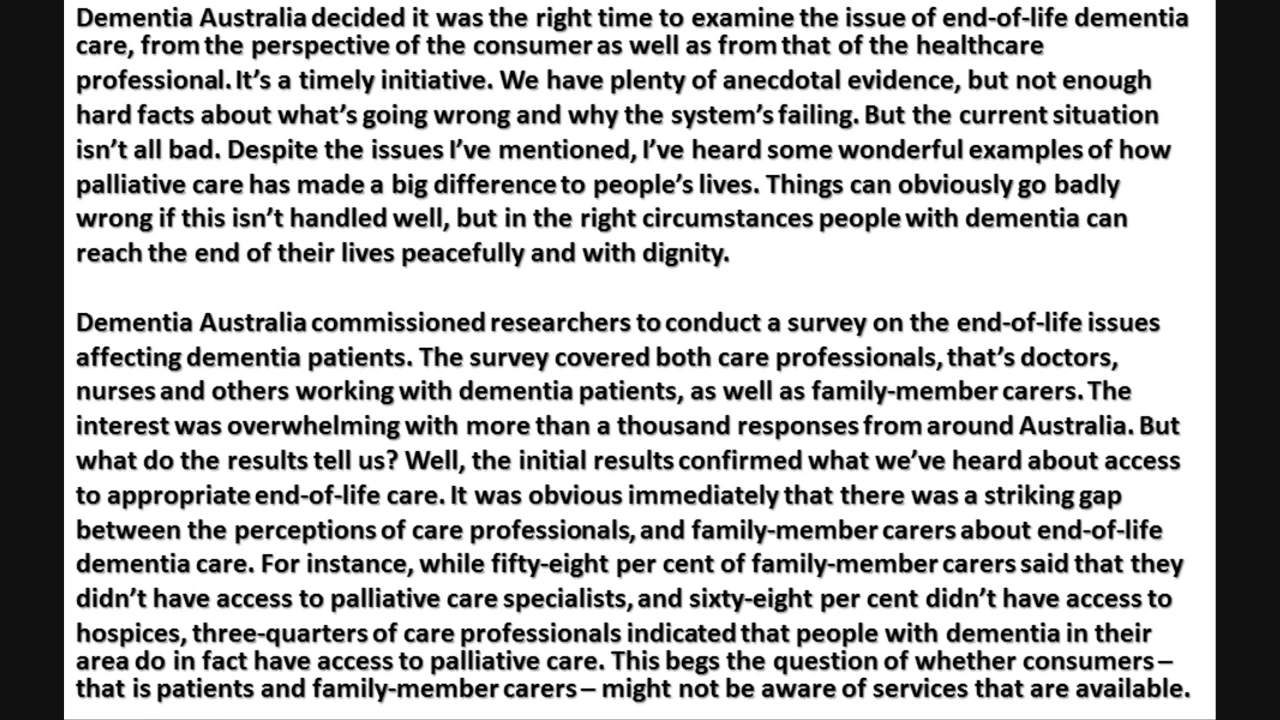 Dementia Australia decided it was the right time to examine the issue of end-of-life dementia
care, from the perspective of the consumer as well as from that of the healthcare
professional. It’s a timely initiative. We have plenty of anecdotal evidence, but not enough
hard facts about what’s going wrong and why the system’s failing. But the current situation
isn’t all bad. Despite the issues I’ve mentioned, I’ve heard some wonderful examples of how
palliative care has made a big difference to people’s lives. Things can obviously go badly
wrong if this isn’t handled well, but in the right circumstances people with dementia can
reach the end of their lives peacefully and with dignity.
Dementia Australia commissioned researchers to conduct a survey on the end-of-life issues
affecting dementia patients. The survey covered both care professionals, that’s doctors,
nurses and others working with dementia patients, as well as family-member carers. The
interest was overwhelming with more than a thousand responses from around Australia. But
what do the results tell us? Well, the initial results confirmed what we’ve heard about access
to appropriate end-of-life care. It was obvious immediately that there was a striking gap
between the perceptions of care professionals, and family-member carers about end-of-life
dementia care. For instance, while fifty-eight per cent of family-member carers said that they
didn’t have access to palliative care specialists, and sixty-eight per cent didn’t have access to
hospices, three-quarters of care professionals indicated that people with dementia in their
area do in fact have access to palliative care. This begs the question of whether consumers –
that is patients and family-member carers – might not be aware of services that are available.